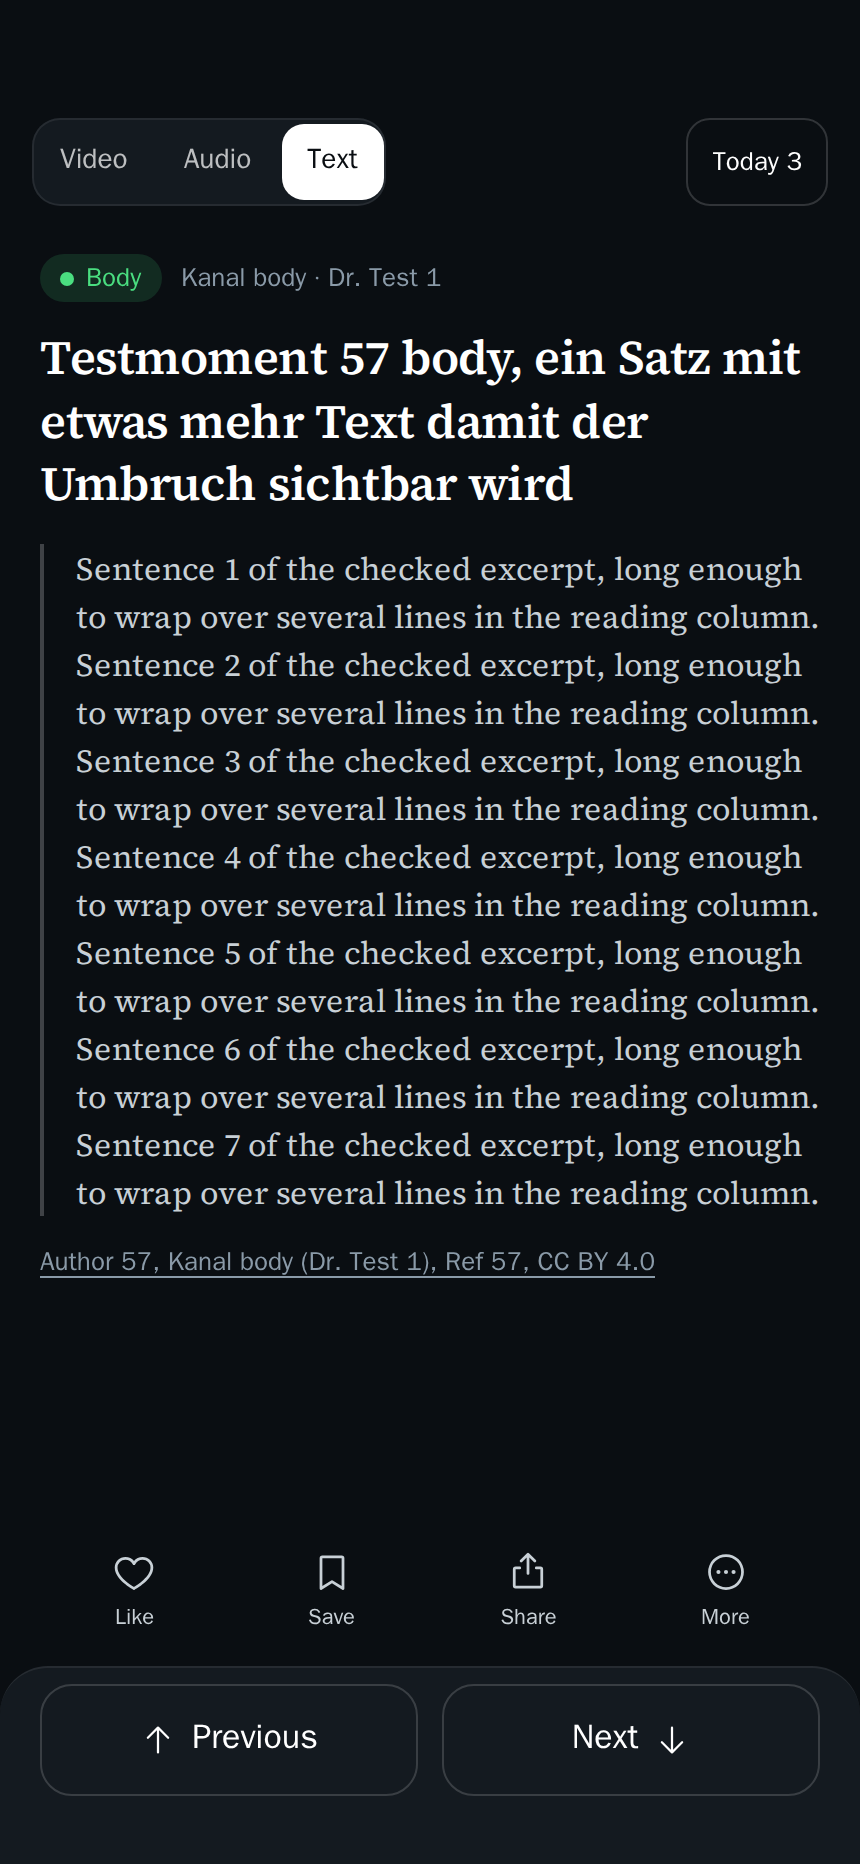 Video Audio Text Today 3
Body Kanal body · Dr. Test 1
Testmoment 57 body, ein Satz mit
etwas mehr Text damit der
Umbruch sichtbar wird
Sentence 1 of the checked excerpt, long enough
to wrap over several lines in the reading column.
Sentence 2 of the checked excerpt, long enough
to wrap over several lines in the reading column.
Sentence 3 of the checked excerpt, long enough
to wrap over several lines in the reading column.
Sentence 4 of the checked excerpt, long enough
to wrap over several lines in the reading column.
Sentence 5 of the checked excerpt, long enough
to wrap over several lines in the reading column.
Sentence 6 of the checked excerpt, long enough
to wrap over several lines in the reading column.
Sentence 7 of the checked excerpt, long enough
to wrap over several lines in the reading column.
Author 57, Kanal body (Dr. Test 1), Ref 57, CC BY 4.0
Like Save Share More
Previous Next